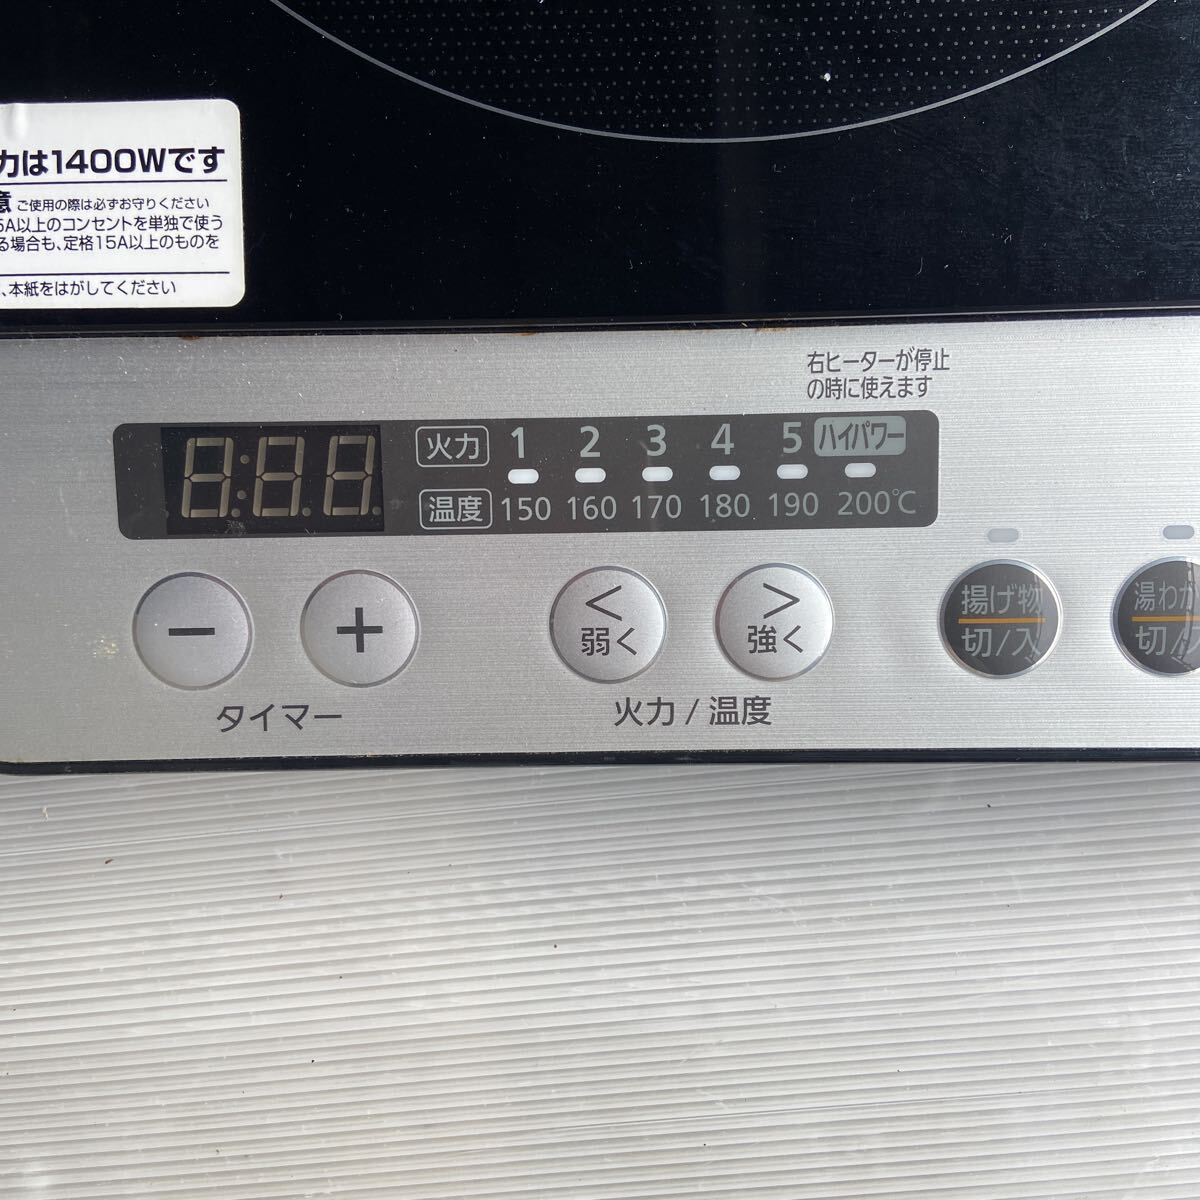 力は1400Wです
意 ご使用の際は必ずお守りください
5A以上のコンセントを単独で使う
る場合も、定格15A以上のものを
、本紙をはがしてください
右ヒーターが停止
の時に使えます
火力 1 2 3 4 5 ハイパワー
温度 150 160 170 180 190 200℃
− + < 弱く > 強く 揚げ物 切/入 湯わか 切/入
タイマー 火力/温度